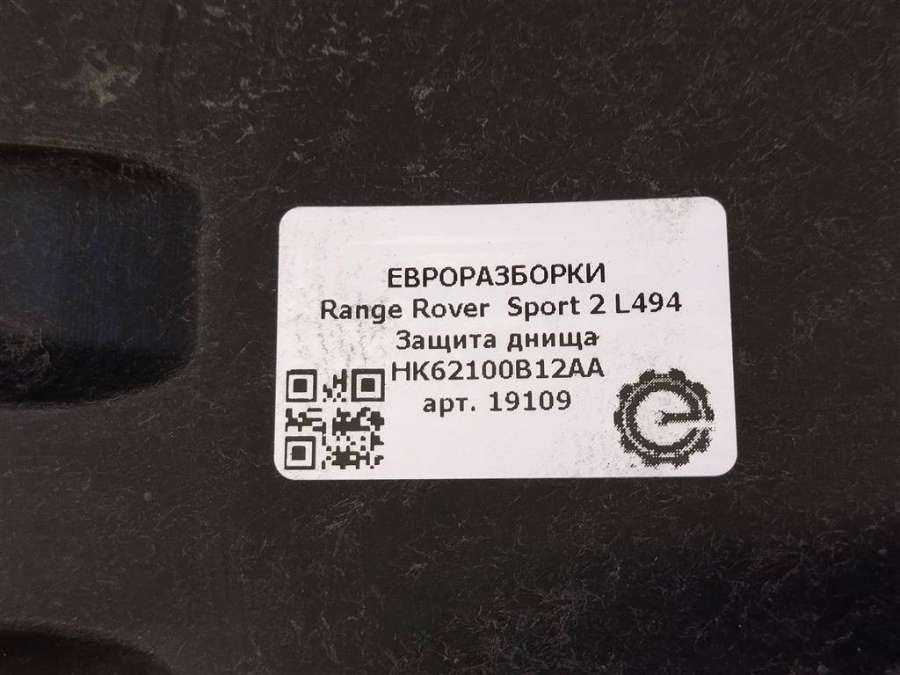 ЕВРОРАЗБОРКИ
Range Rover Sport 2 L494
Защита днища
HK62100B12AA
арт. 19109